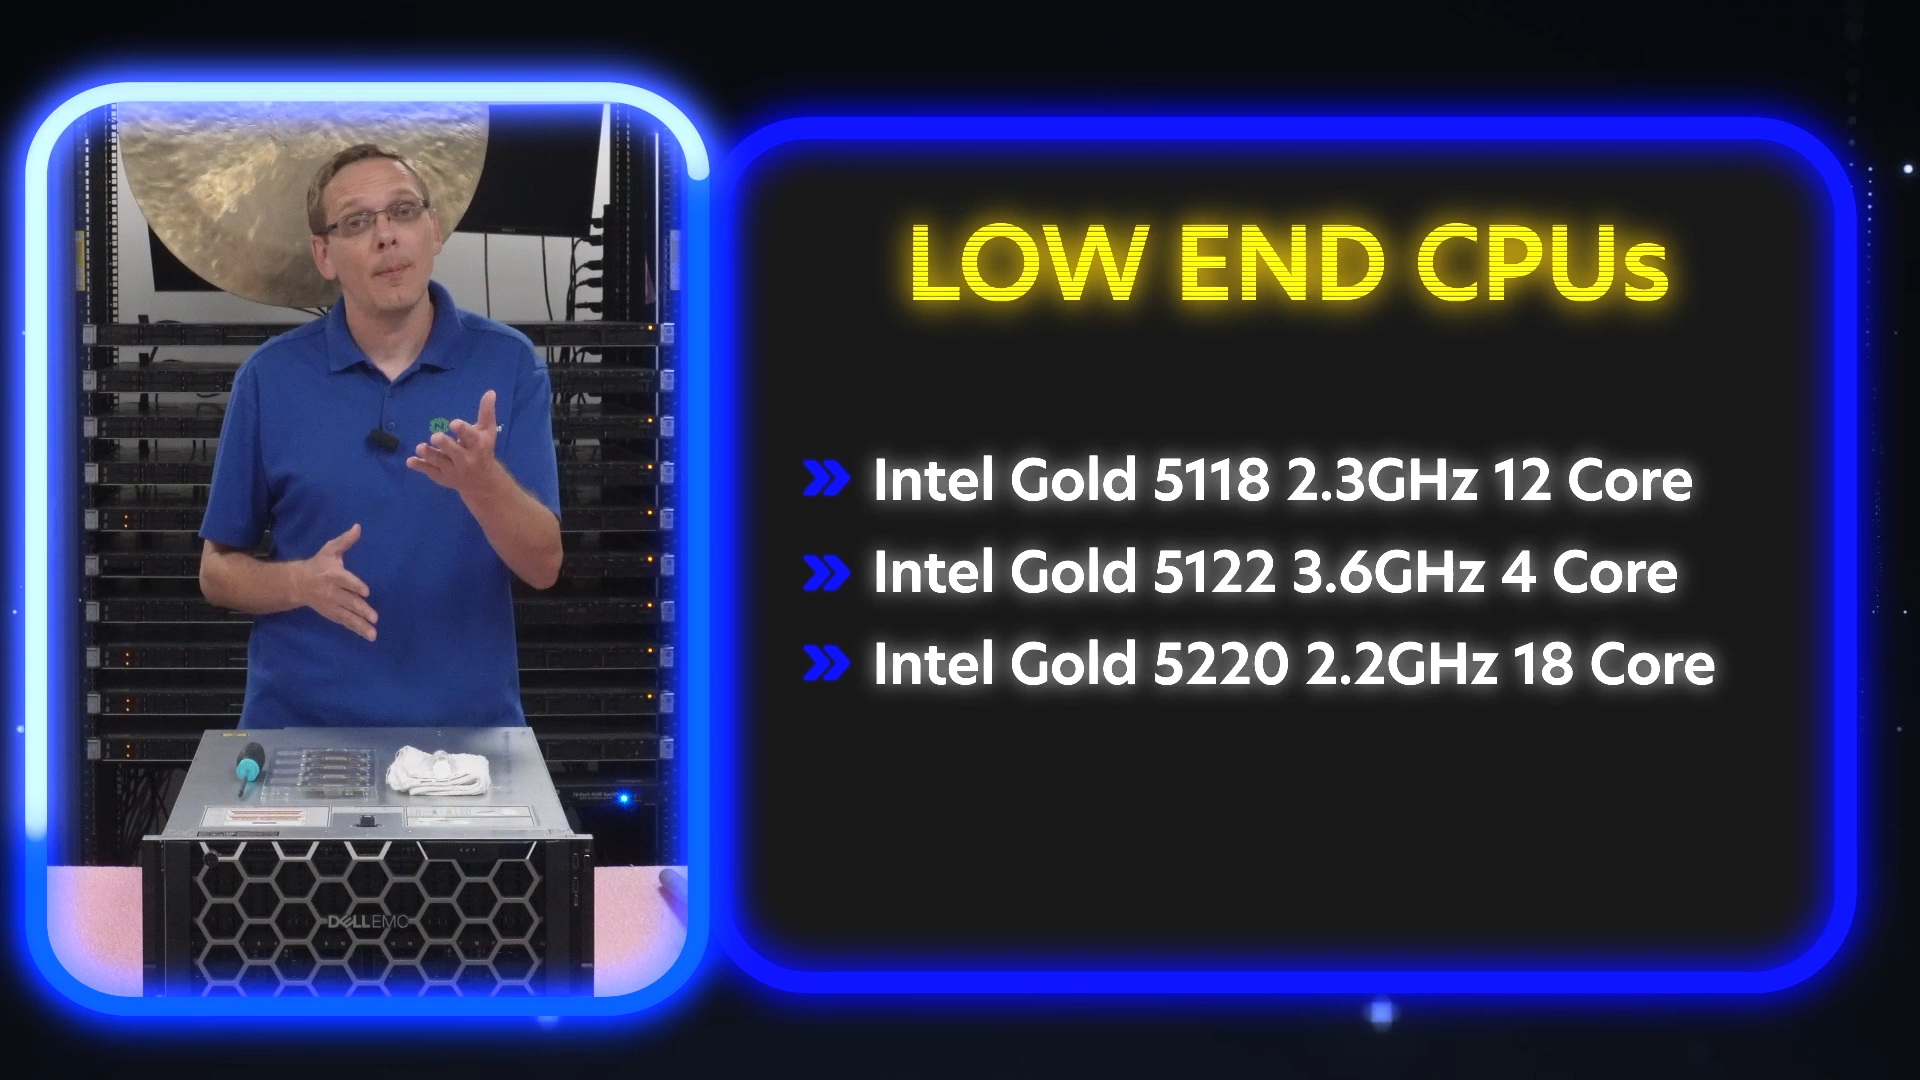 LOW END CPUs
Intel Gold 5118 2.3GHz 12 Core
Intel Gold 5122 3.6GHz 4 Core
Intel Gold 5220 2.2GHz 18 Core
DELLEMC